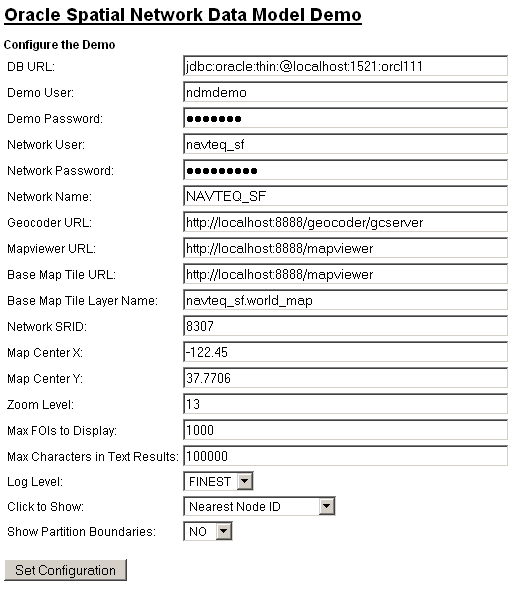 Oracle Spatial Network Data Model Demo
Configure the Demo
DB URL: jdbc:oracle:thin:@localhost:1521:orcl111
Demo User: ndmdemo
Demo Password: ●●●●●●●
Network User: navteq_sf
Network Password: ●●●●●●●●●
Network Name: NAVTEQ_SF
Geocoder URL: http://localhost:8888/geocoder/gcserver
Mapviewer URL: http://localhost:8888/mapviewer
Base Map Tile URL: http://localhost:8888/mapviewer
Base Map Tile Layer Name: navteq_sf.world_map
Network SRID: 8307
Map Center X: -122.45
Map Center Y: 37.7706
Zoom Level: 13
Max FOIs to Display: 1000
Max Characters in Text Results: 100000
Log Level: FINEST
Click to Show: Nearest Node ID
Show Partition Boundaries: NO
Set Configuration